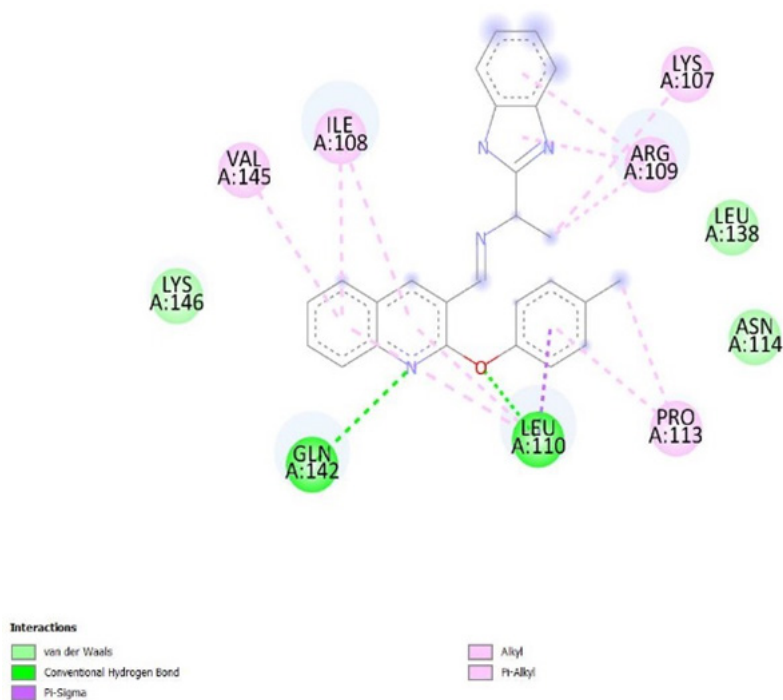 LYS
A:107
ILE
A:108
VAL
A:145
ARG
A:109
N
N
LEU
A:138
N
LYS
A:146
ASN
A:114
N
O
PRO
A:113
LEU
A:110
GLN
A:142
Interactions
van der Waals
Conventional Hydrogen Bond
Pi-Sigma
Alkyl
Pi-Alkyl